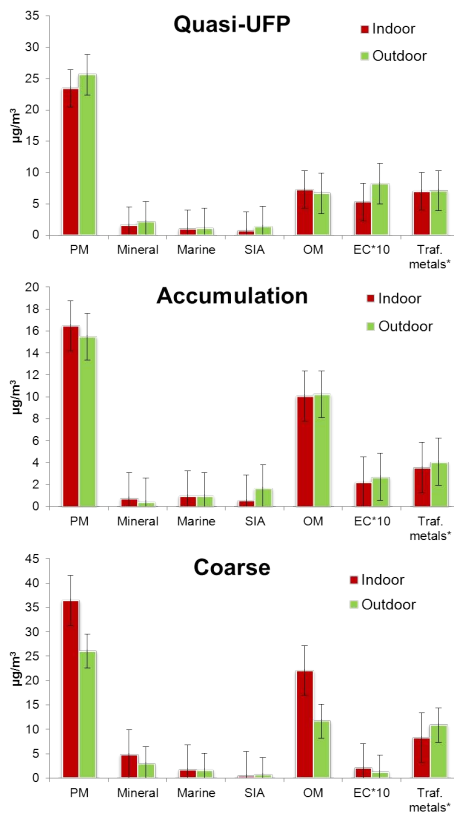 Quasi-UFP
Indoor
Outdoor
µg/m³
35
30
25
20
15
10
5
0
PM Mineral Marine SIA OM EC*10 Traf.
metals*
Accumulation
Indoor
Outdoor
µg/m³
20
18
16
14
12
10
8
6
4
2
0
PM Mineral Marine SIA OM EC*10 Traf.
metals*
Coarse
Indoor
Outdoor
µg/m³
45
40
35
30
25
20
15
10
5
0
PM Mineral Marine SIA OM EC*10 Traf.
metals*